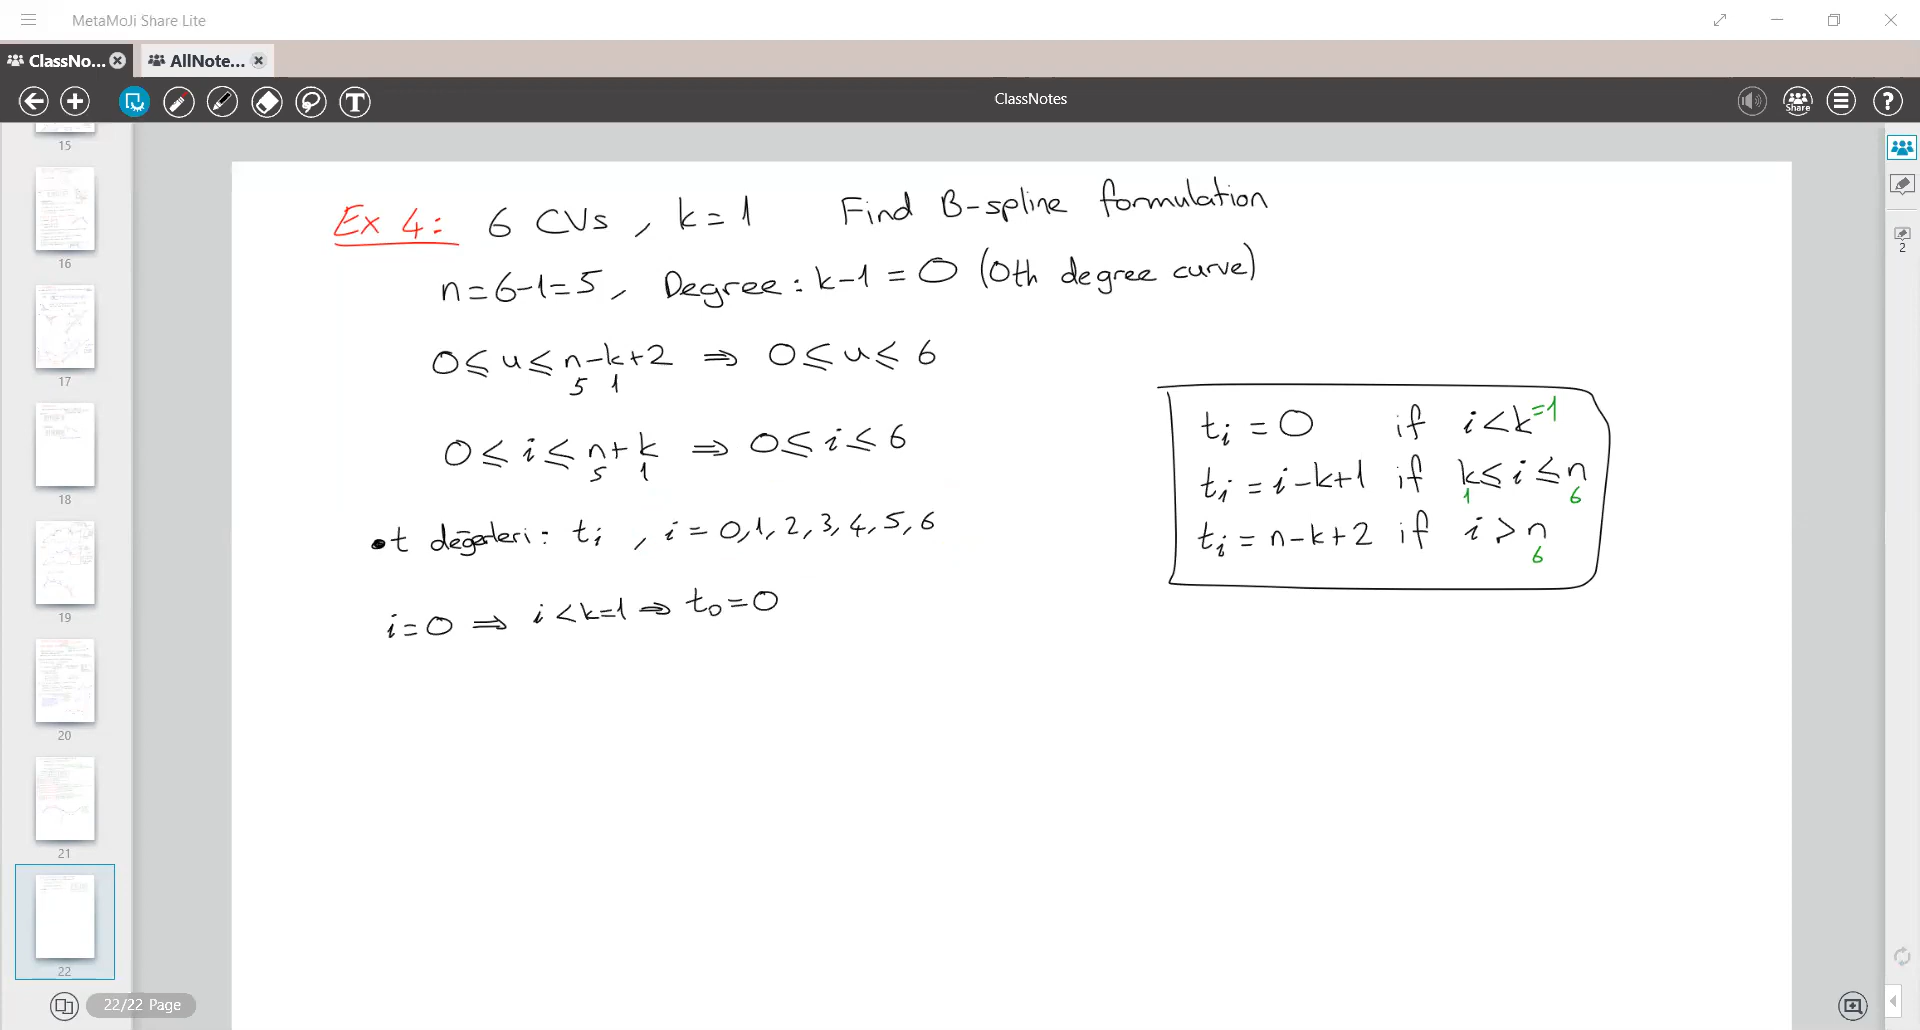 MetaMoJi Share Lite
ClassNo... AllNote...
ClassNotes
Share
15
16
17
18
19
20
21
22
22/22 Page
2
Ex 4: 6 CVs , k = 1 Find B-spline formulation
n = 6-1 = 5 , Degree : k-1 = 0 (0th degree curve)
0 ≤ u ≤ n-k+2 ⇒ 0 ≤ u ≤ 6
5 1
0 ≤ i ≤ n+k ⇒ 0 ≤ i ≤ 6
5 1
• t değerleri : ti , i = 0,1,2,3,4,5,6
i=0 ⇒ i < k=1 ⇒ t0=0
ti = 0 if i<k =1
ti = i-k+1 if k ≤ i ≤ n
1 6
ti = n-k+2 if i > n
6